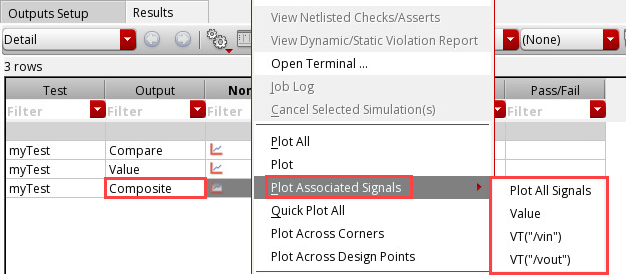 Outputs Setup Results
Detail
(None)
3 rows
Test Output Nor Pass/Fail
Filter Filter Filter Filter
myTest Compare
myTest Value
myTest Composite
View Netlisted Checks/Asserts
View Dynamic/Static Violation Report
Open Terminal ...
Job Log
Cancel Selected Simulation(s)
Plot All
Plot
Plot Associated Signals
Quick Plot All
Plot Across Corners
Plot Across Design Points
Plot All Signals
Value
VT("/vin")
VT("/vout")